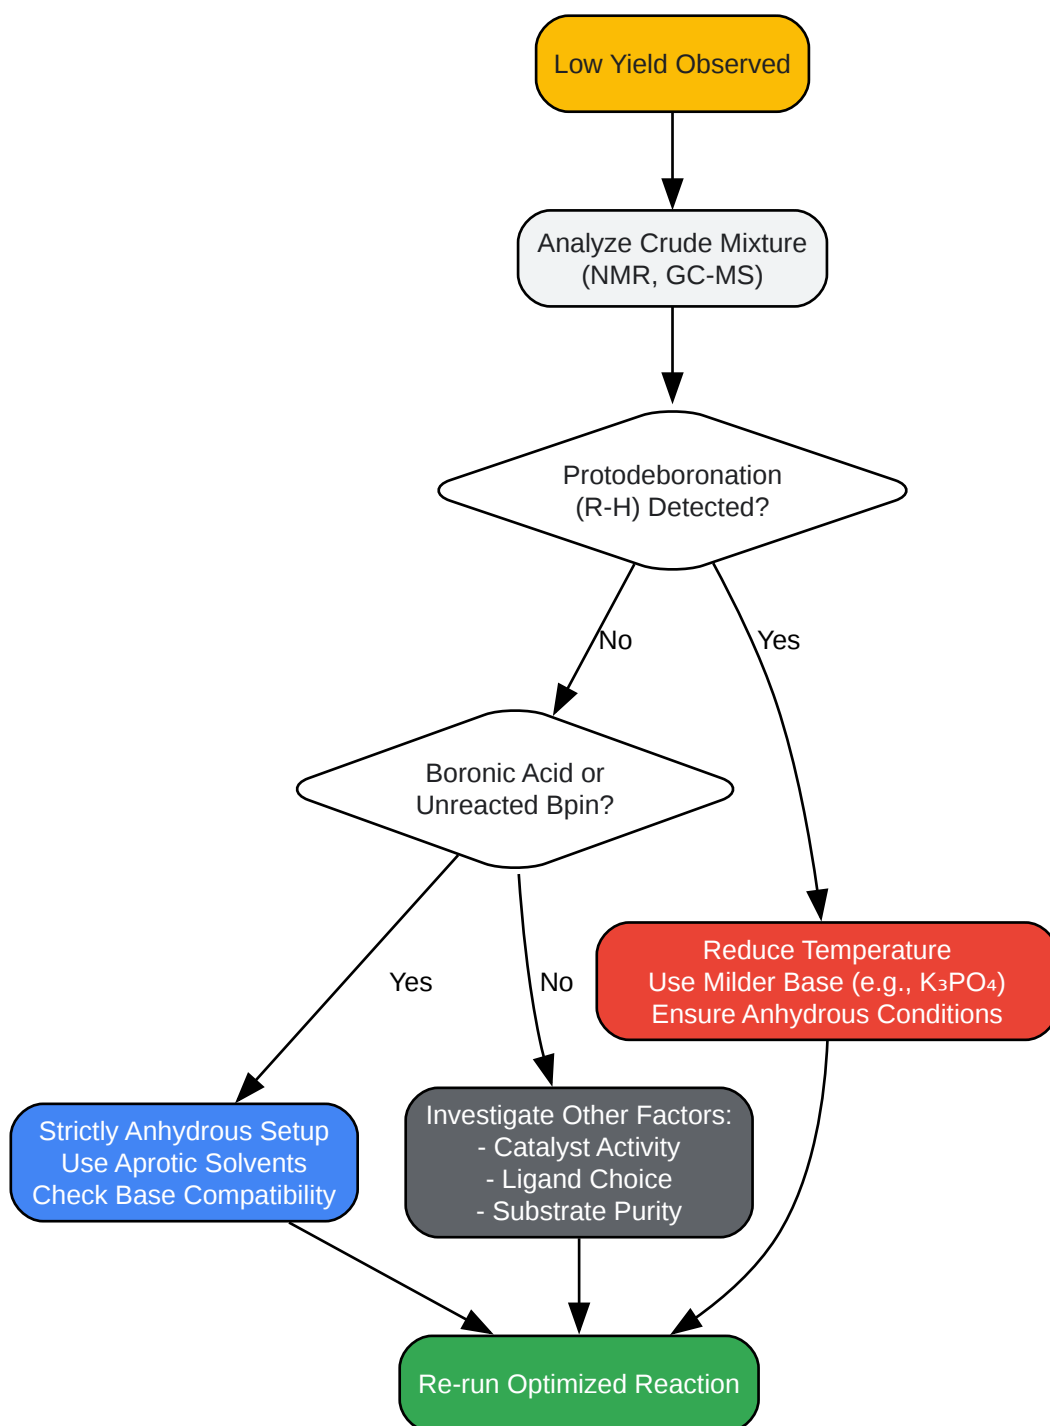 Low Yield Observed
Analyze Crude Mixture
(NMR, GC-MS)
Protodeboronation
(R-H) Detected?
No
Yes
Boronic Acid or
Unreacted Bpin?
Yes
No
Reduce Temperature
Use Milder Base (e.g., K₃PO₄)
Ensure Anhydrous Conditions
Strictly Anhydrous Setup
Use Aprotic Solvents
Check Base Compatibility
Investigate Other Factors:
- Catalyst Activity
- Ligand Choice
- Substrate Purity
Re-run Optimized Reaction